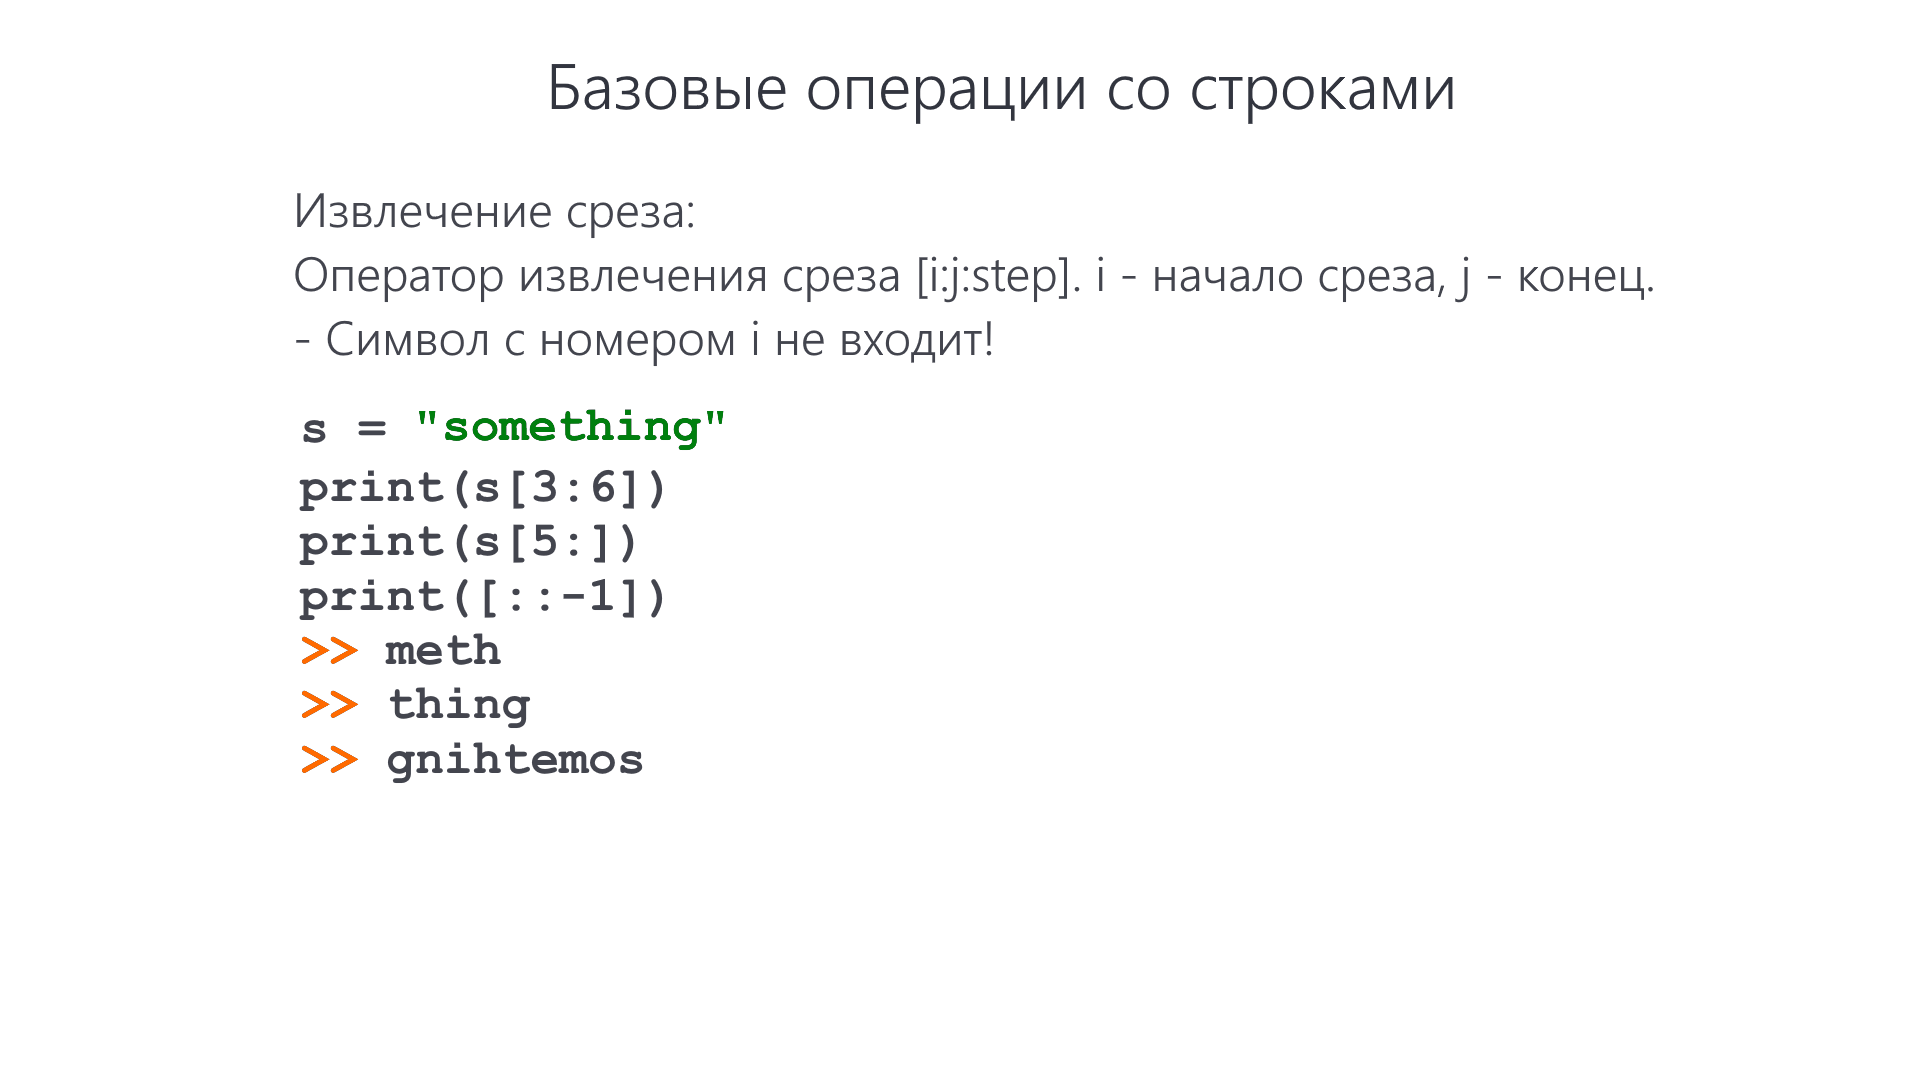 Базовые операции со строками
Извлечение среза:
Оператор извлечения среза [i:j:step]. i - начало среза, j - конец.
- Символ с номером i не входит!
s = "something"
print(s[3:6])
print(s[5:])
print([::-1])
>> meth
>> thing
>> gnihtemos